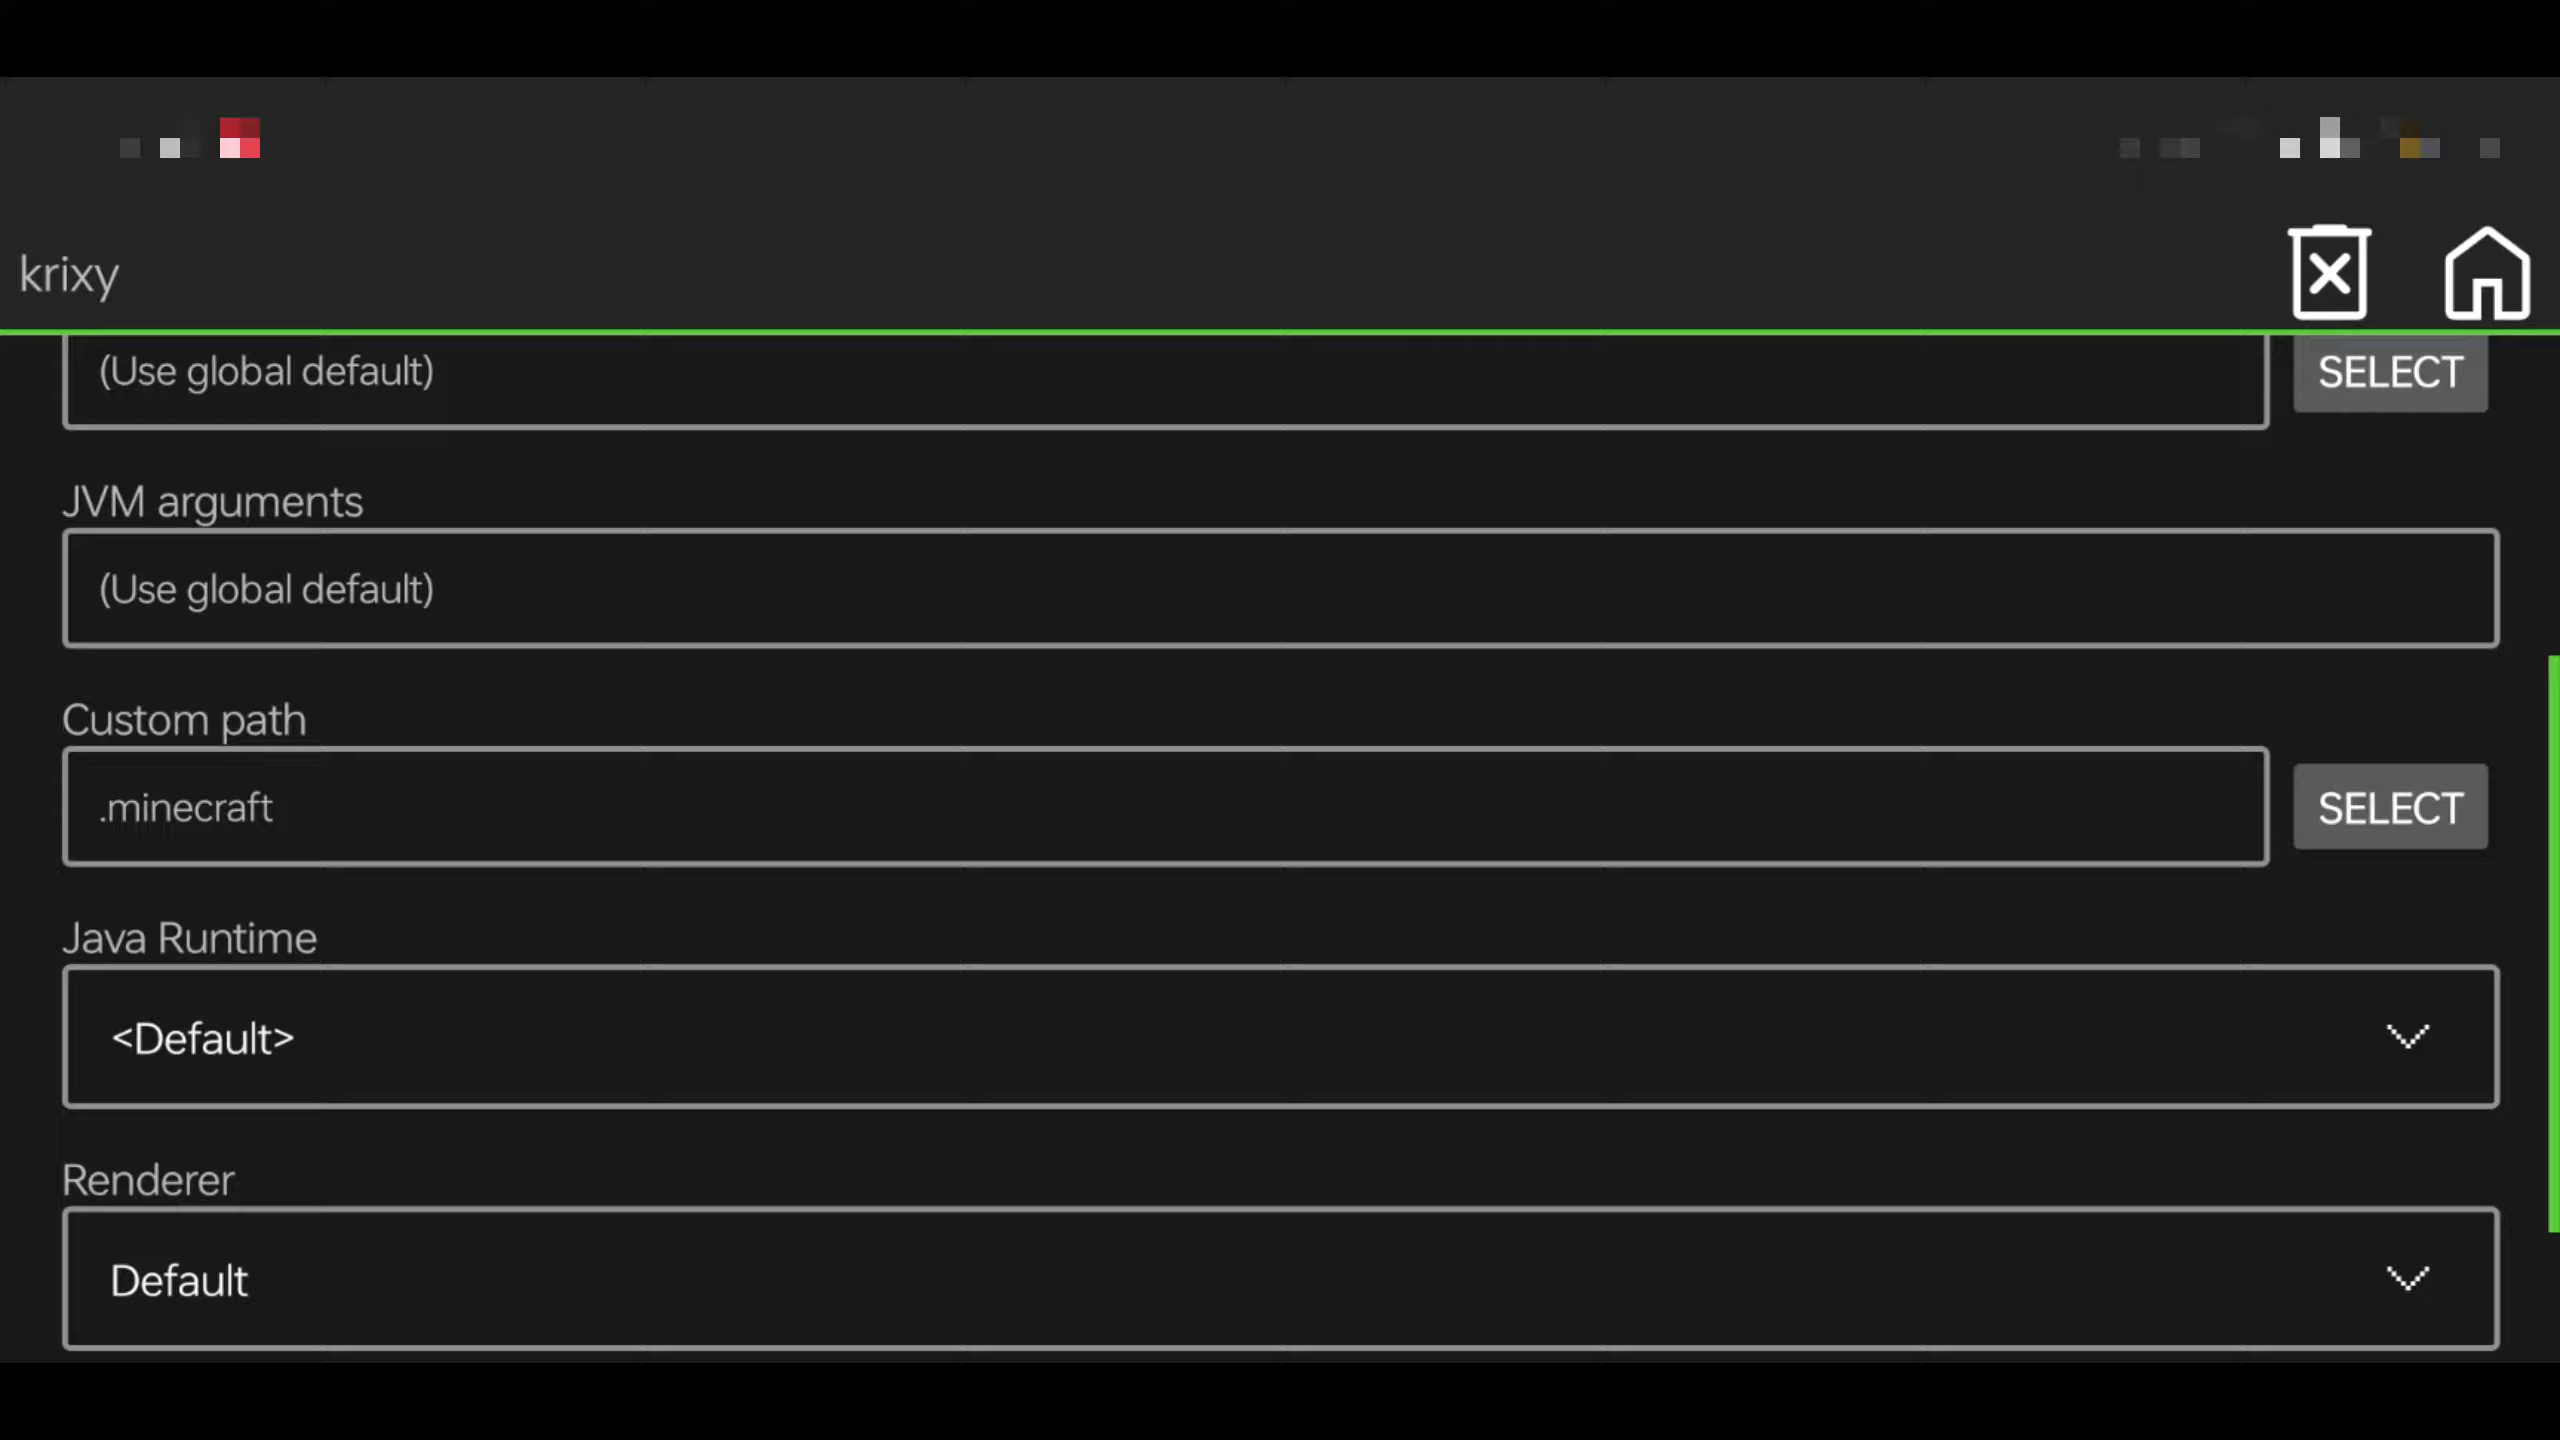 krixy
(Use global default)
SELECT
JVM arguments
(Use global default)
Custom path
.minecraft
SELECT
Java Runtime
<Default>
Renderer
Default